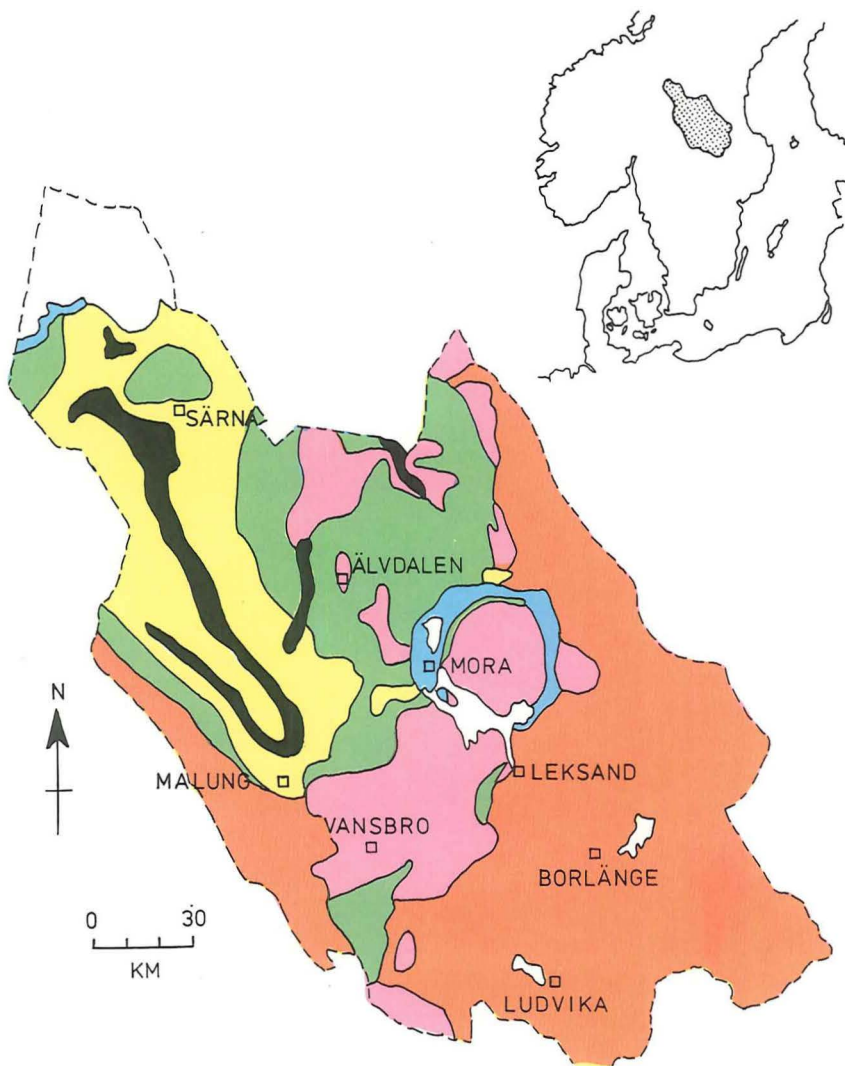 SÄRNA
ÄLVDALEN
N
MORA
MALUNG
LEKSAND
VANSBRO
BORLÄNGE
0 30
KM
LUDVIKA